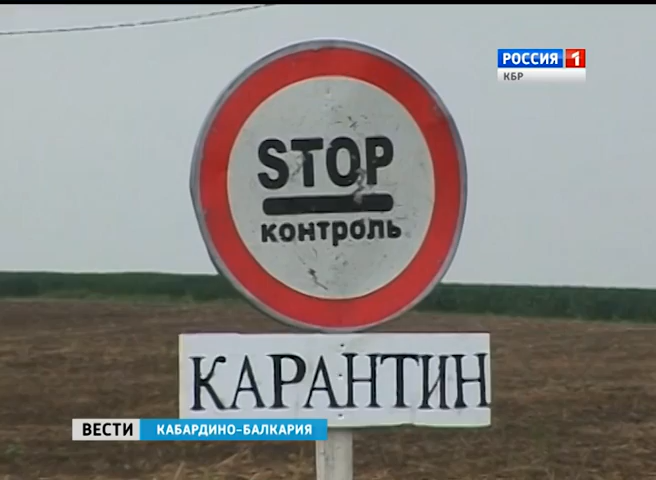 РОССИЯ 1
КБР
STOP
контроль
КАРАНТИН
ВЕСТИ КАБАРДИНО-БАЛКАРИЯ